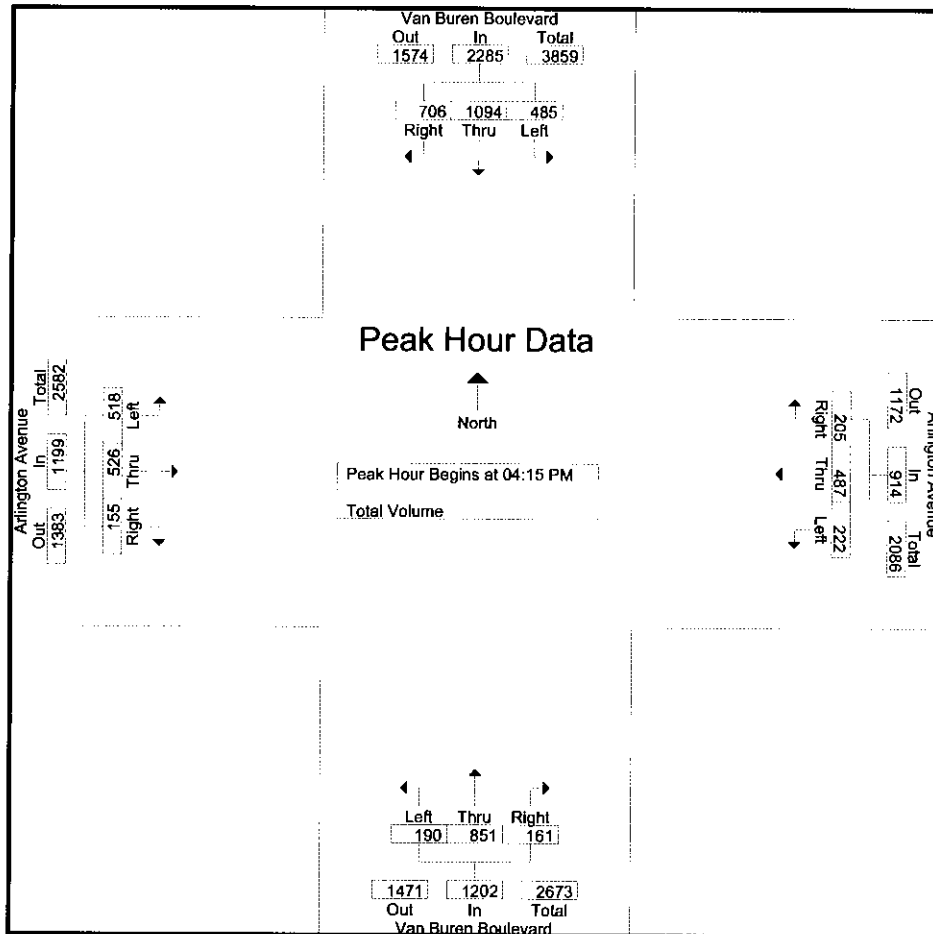 Van Buren Boulevard
Out In Total
1574 2285 3859
706 1094 485
Right Thru Left
Peak Hour Data
North
Peak Hour Begins at 04:15 PM
Total Volume
Arlington Avenue
Out In Total
1383 1199 2582
155 526 518
Right Thru Left
Arlington Avenue
Out In Total
1172 914 2086
205 487 222
Right Thru Left
Left Thru Right
190 851 161
1471 1202 2673
Out In Total
Van Buren Boulevard